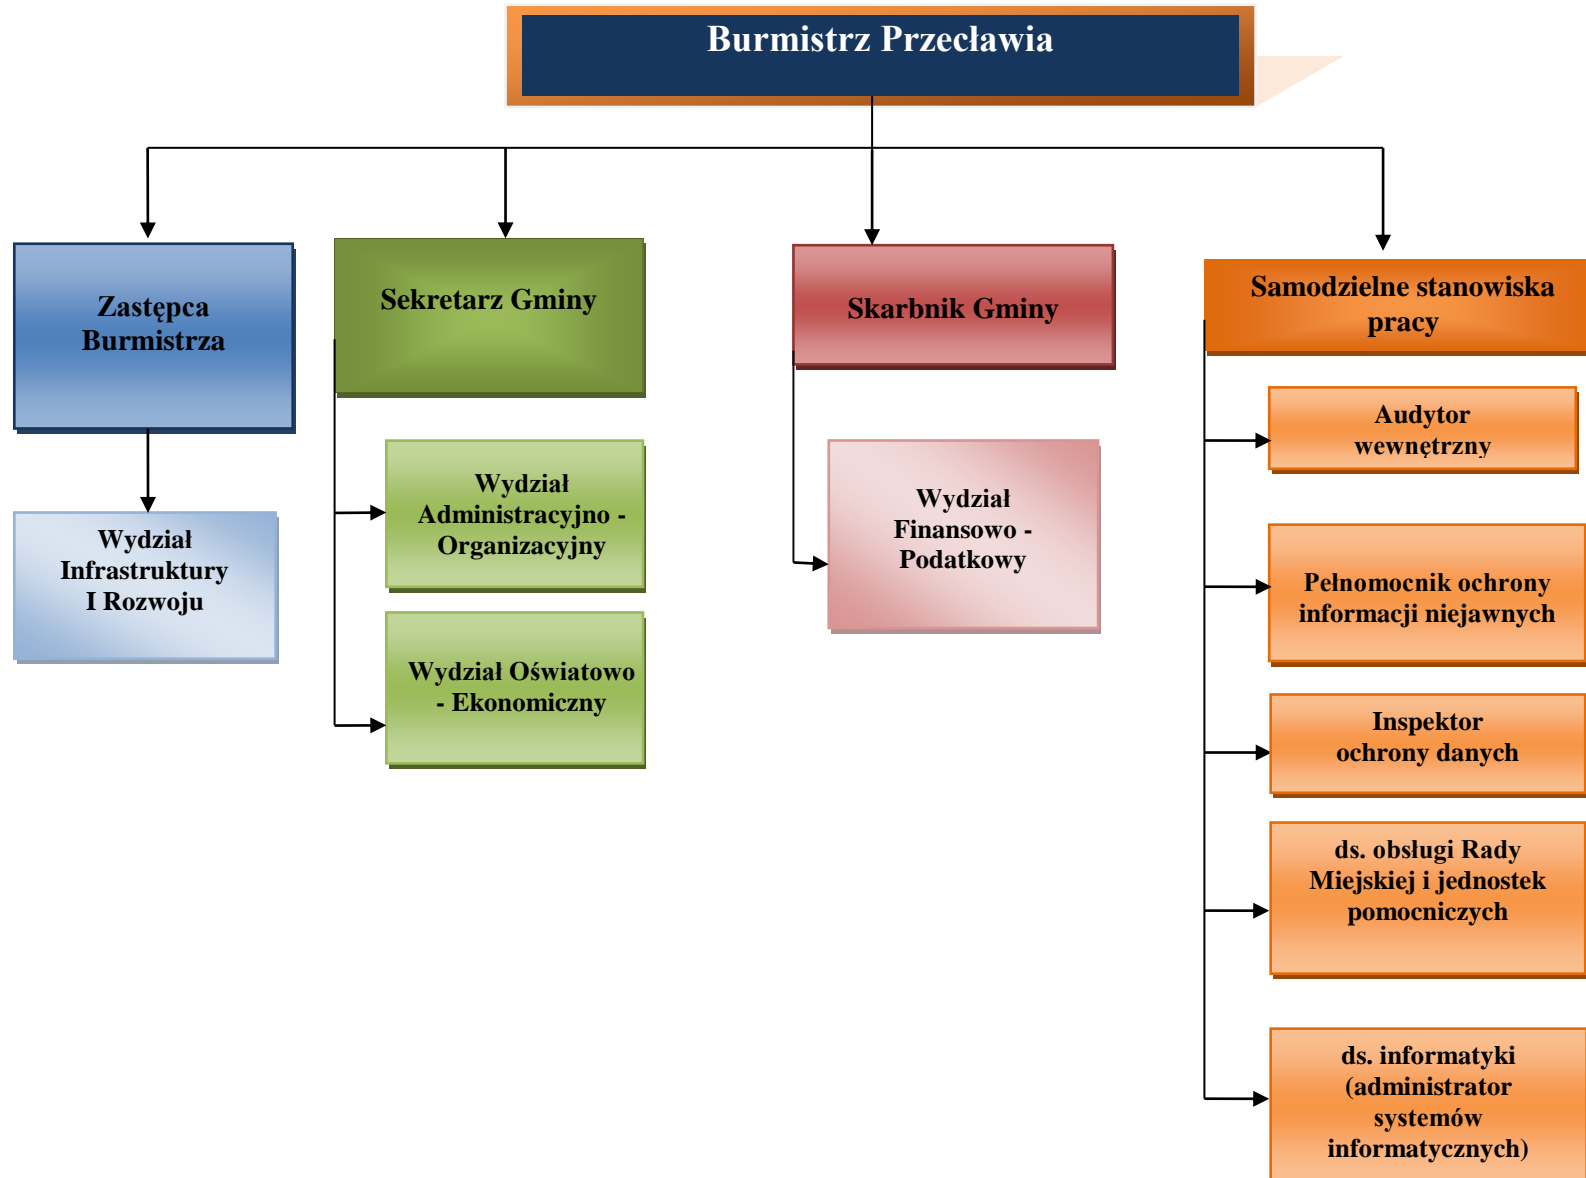 Burmistrz Przecławia
Zastępca
Burmistrza
Sekretarz Gminy
Skarbnik Gminy
Samodzielne stanowiska
pracy
Wydział
Infrastruktury
I Rozwoju
Wydział
Administracyjno -
Organizacyjny
Wydział Oświatowo
- Ekonomiczny
Wydział
Finansowo -
Podatkowy
Audytor
wewnętrzny
Pełnomocnik ochrony
informacji niejawnych
Inspektor
ochrony danych
ds. obsługi Rady
Miejskiej i jednostek
pomocniczych
ds. informatyki
(administrator
systemów
informatycznych)